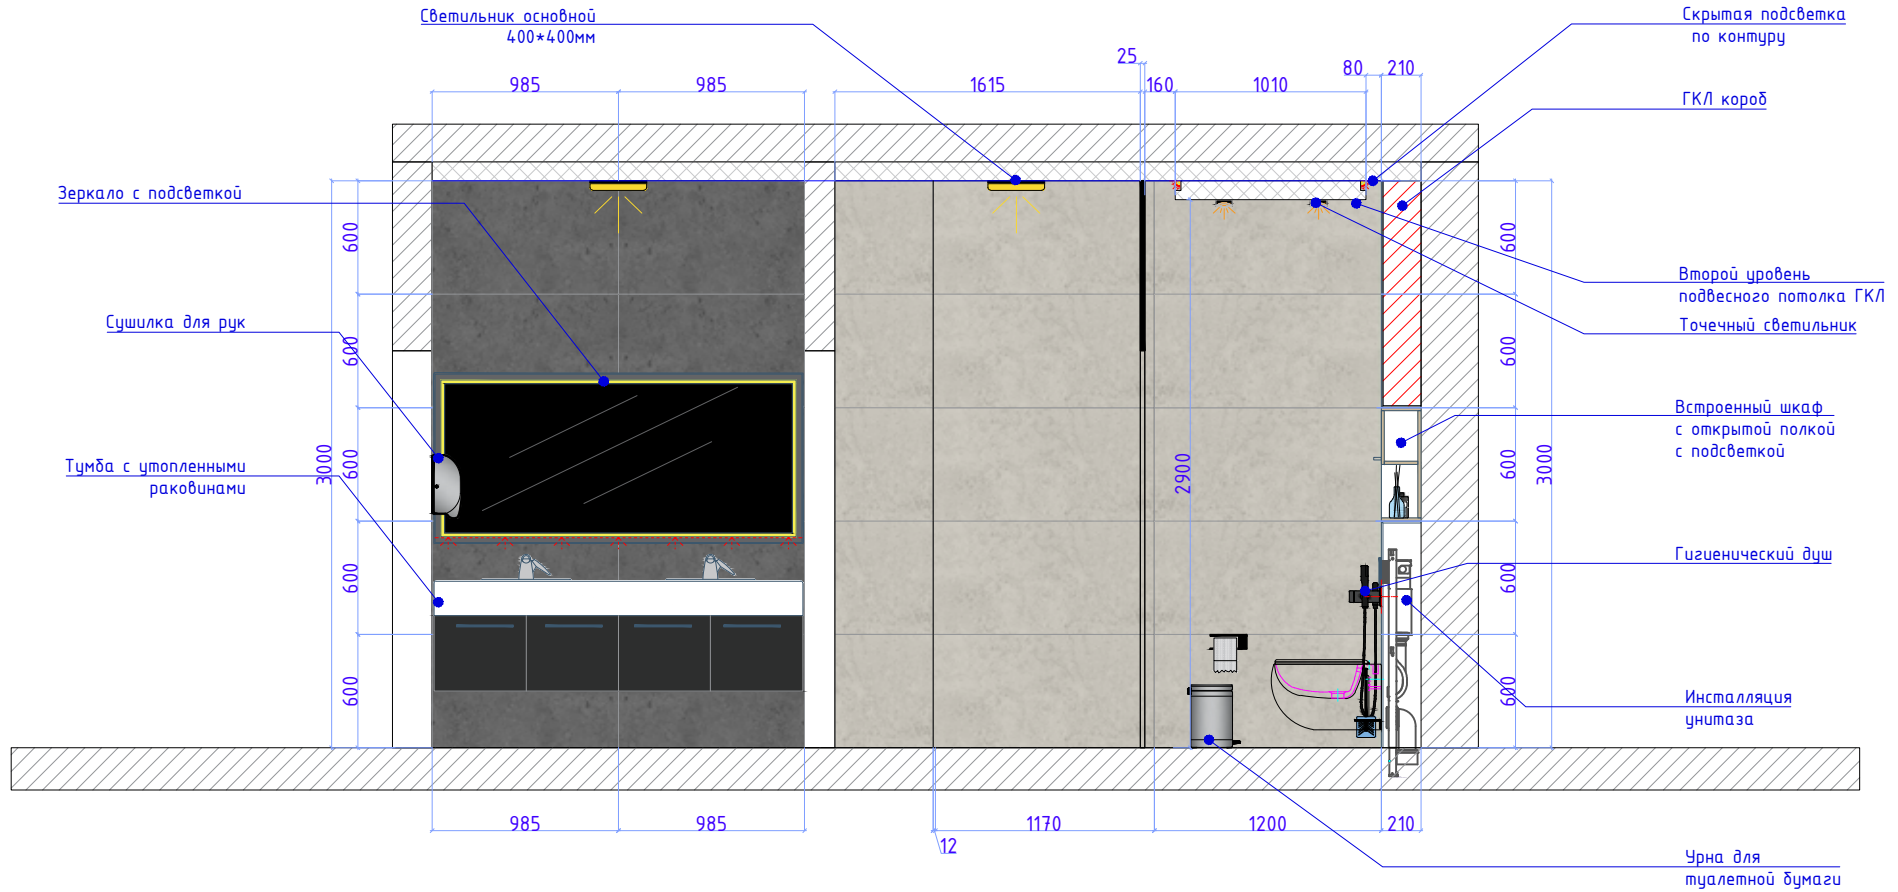 Светильник основной
400*400мм
Скрытая подсветка
по контуру
25
80
210
985
985
1615
160
1010
ГКЛ короб
Зеркало с подсветкой
600
600
Второй уровень
подвесного потолка ГКЛ
Сушилка для рук
Точечный светильник
600
600
Встроенный шкаф
с открытой полкой
с подсветкой
Тумба с утопленными
раковинами
3000
600
2900
600
3000
Гигиенический душ
600
600
600
600
Инсталляция
унитаза
985
985
1170
1200
210
12
Урна для
туалетной бумаги